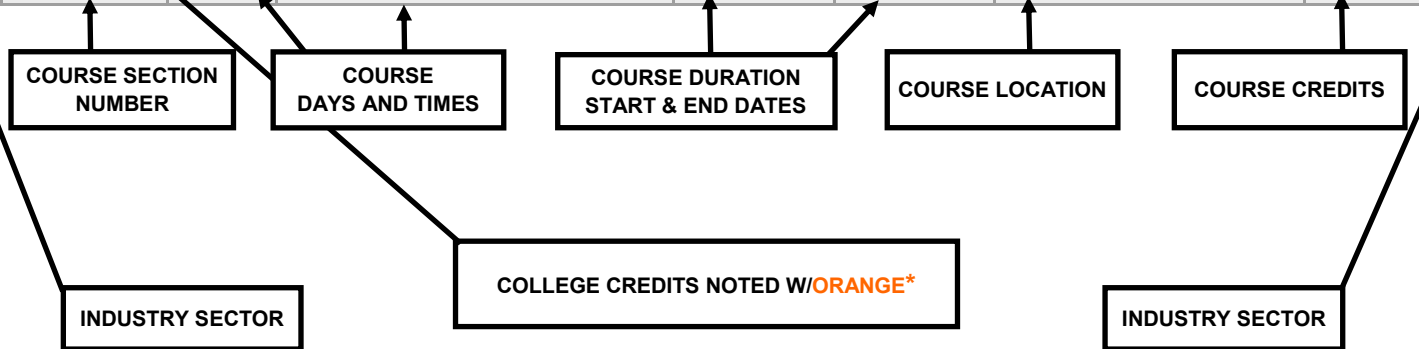 COURSE SECTION
NUMBER
COURSE
DAYS AND TIMES
COURSE DURATION
START & END DATES
COURSE LOCATION
COURSE CREDITS
COLLEGE CREDITS NOTED W/ORANGE*
INDUSTRY SECTOR
INDUSTRY SECTOR